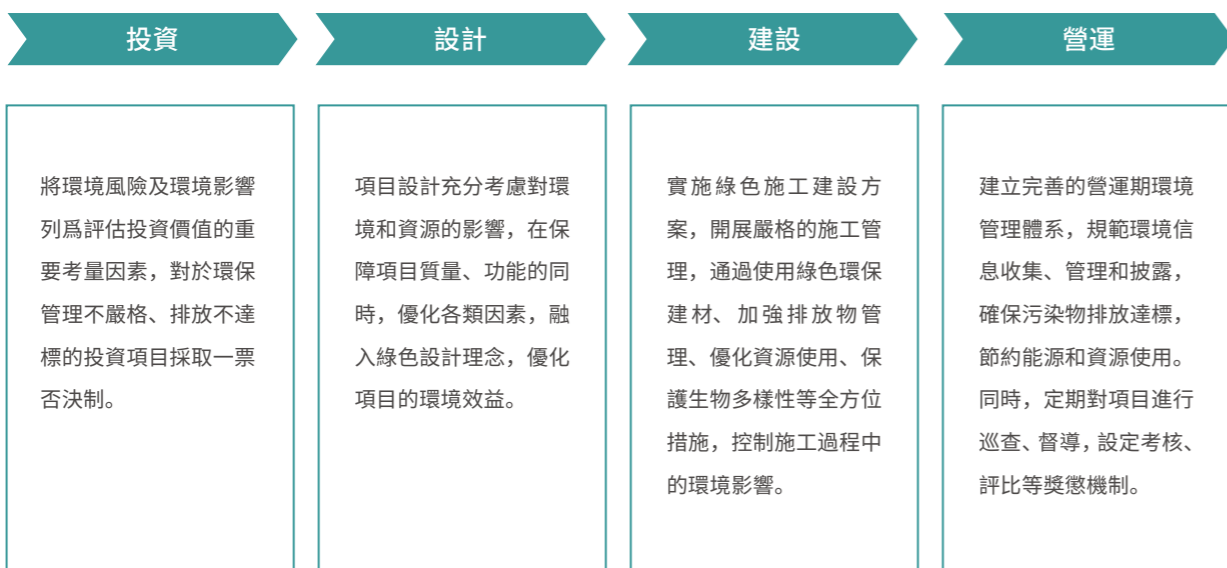 投資
設計
建設
營運
將環境風險及環境影響
列爲評估投資價值的重
要考量因素，對於環保
管理不嚴格、排放不達
標的投資項目採取一票
否決制。
項目設計充分考慮對環
境和資源的影響，在保
障項目質量、功能的同
時，優化各類因素，融
入綠色設計理念，優化
項目的環境效益。
實施綠色施工建設方
案，開展嚴格的施工管
理，通過使用綠色環保
建材、加強排放物管
理、優化資源使用、保
護生物多樣性等全方位
措施，控制施工過程中
的環境影響。
建立完善的營運期環境
管理體系，規範環境信
息收集、管理和披露，
確保污染物排放達標，
節約能源和資源使用。
同時，定期對項目進行
巡查、督導，設定考核、
評比等獎懲機制。